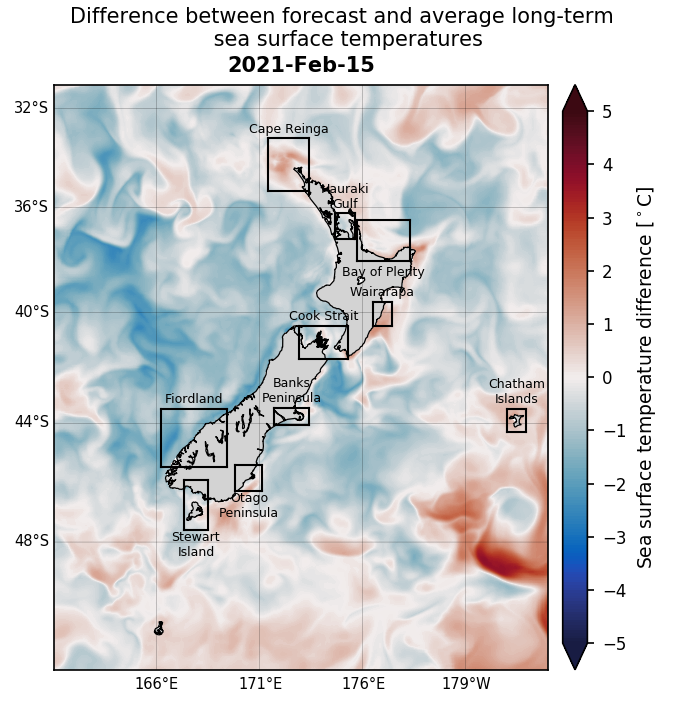 Difference between forecast and average long-term
sea surface temperatures
2021-Feb-15
32°S
36°S
40°S
44°S
48°S
166°E
171°E
176°E
179°W
Cape Reinga
Hauraki
Gulf
Bay of Plenty
Wairarapa
Cook Strait
Banks
Peninsula
Fiordland
Chatham
Islands
Otago
Peninsula
Stewart
Island
5
4
3
2
1
0
−1
−2
−3
−4
−5
Sea surface temperature difference [°C]